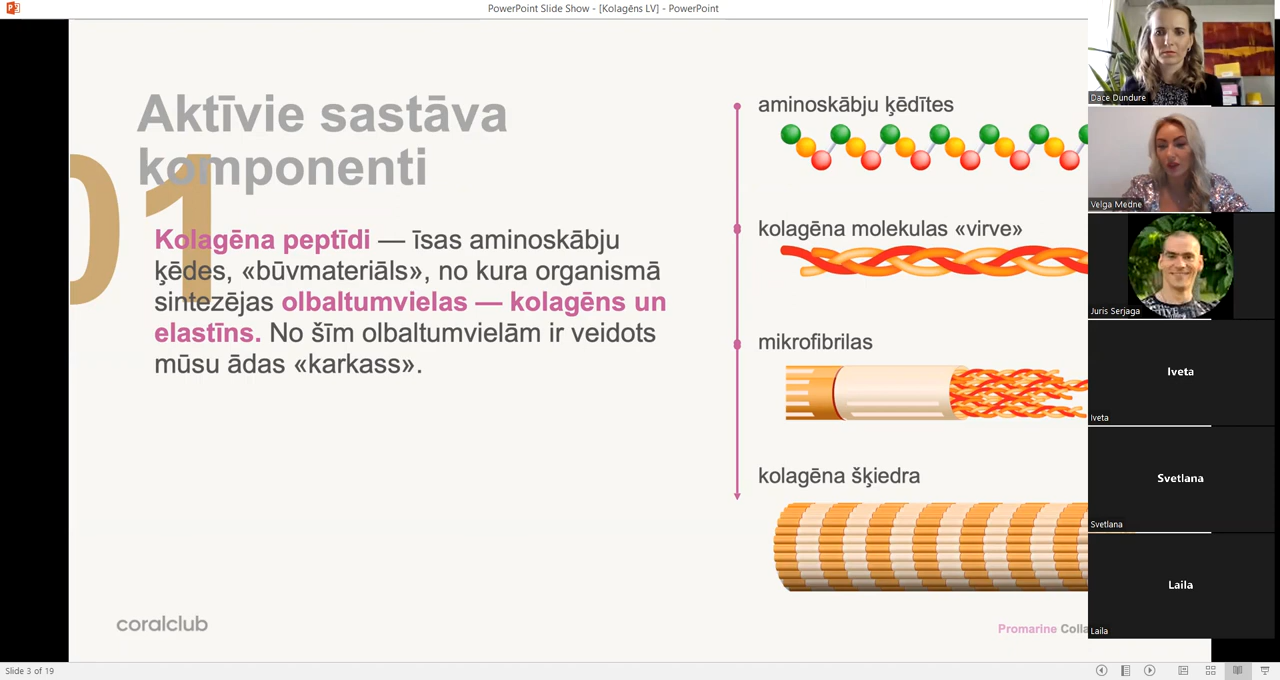 PowerPoint Slide Show - [Kolagēns LV] - PowerPoint
01
Aktīvie sastāva
komponenti
Kolagēna peptīdi — īsas aminoskābju
ķēdes, «būvmateriāls», no kura organismā
sintezējas olbaltumvielas — kolagēns un
elastīns. No šīm olbaltumvielām ir veidots
mūsu ādas «karkass».
aminoskābju ķēdītes
kolagēna molekulas «virve»
mikrofibrilas
kolagēna šķiedra
coralclub
Promarine Colla
Dace Dundure
Velga Medne
Juris Serjaga
Iveta
Iveta
Svetlana
Svetlana
Laila
Laila
Slide 3 of 19